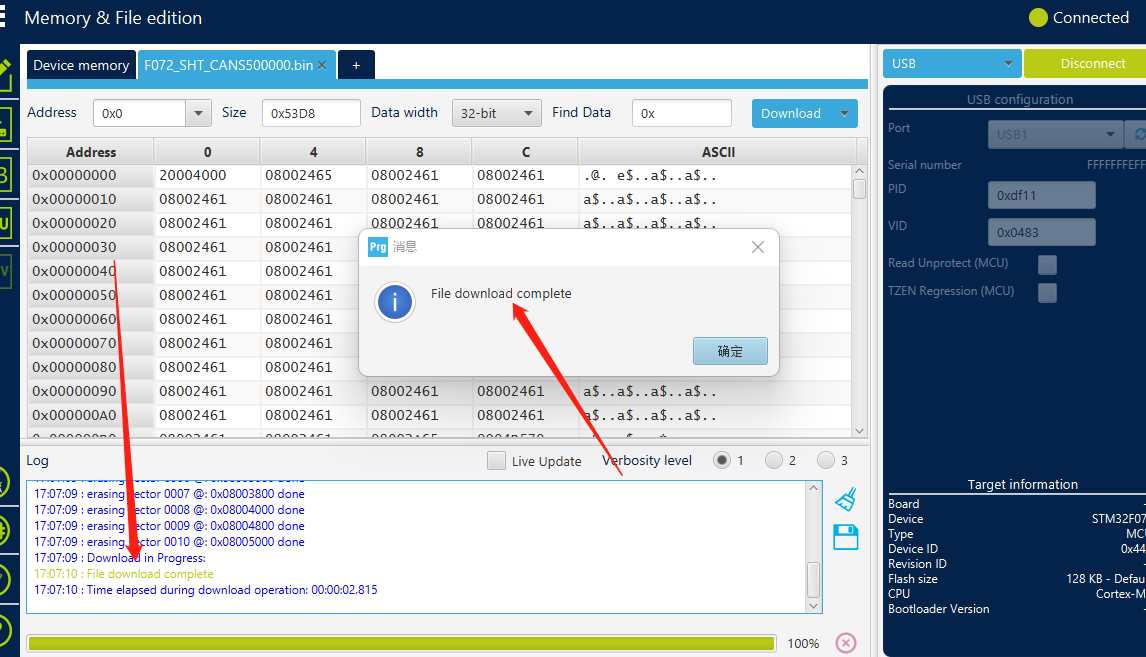 Memory & File edition
Connected
Device memory F072_SHT_CANS500000.bin × +
USB
Disconnect
Address 0x0 Size 0x53D8 Data width 32-bit Find Data 0x Download
Address 0 4 8 C ASCII
0x00000000 20004000 08002465 08002461 08002461 .@. e$..a$..a$..
0x00000010 08002461 08002461 08002461 08002461 a$..a$..a$..a$..
0x00000020 08002461 08002461 08002461 08002461 a$..a$..a$..a$..
0x00000030 08002461 08002461
0x00000040 08002461 08002461
0x00000050 08002461 08002461
0x00000060 08002461 08002461
0x00000070 08002461 08002461
0x00000080 08002461 08002461
0x00000090 08002461 08002461 08002461 08002461 a$..a$..a$..a$..
0x000000A0 08002461 08002461 08002461 08002461 a$..a$..a$..a$..
Prg 消息
File download complete
确定
Log
Live Update
Verbosity level 1 2 3
17:07:09 : erasing sector 0007 @: 0x08003800 done
17:07:09 : erasing sector 0008 @: 0x08004000 done
17:07:09 : erasing sector 0009 @: 0x08004800 done
17:07:09 : erasing sector 0010 @: 0x08005000 done
17:07:09 : Download in Progress:
17:07:10 : File download complete
17:07:10 : Time elapsed during download operation: 00:00:02.815
100%
USB configuration
Port USB1
Serial number FFFFFFFEFF
PID 0xdf11
VID 0x0483
Read Unprotect (MCU)
TZEN Regression (MCU)
Target information
Board -
Device STM32F07
Type MC
Device ID 0x44
Revision ID -
Flash size 128 KB - Defau
CPU Cortex-M
Bootloader Version -